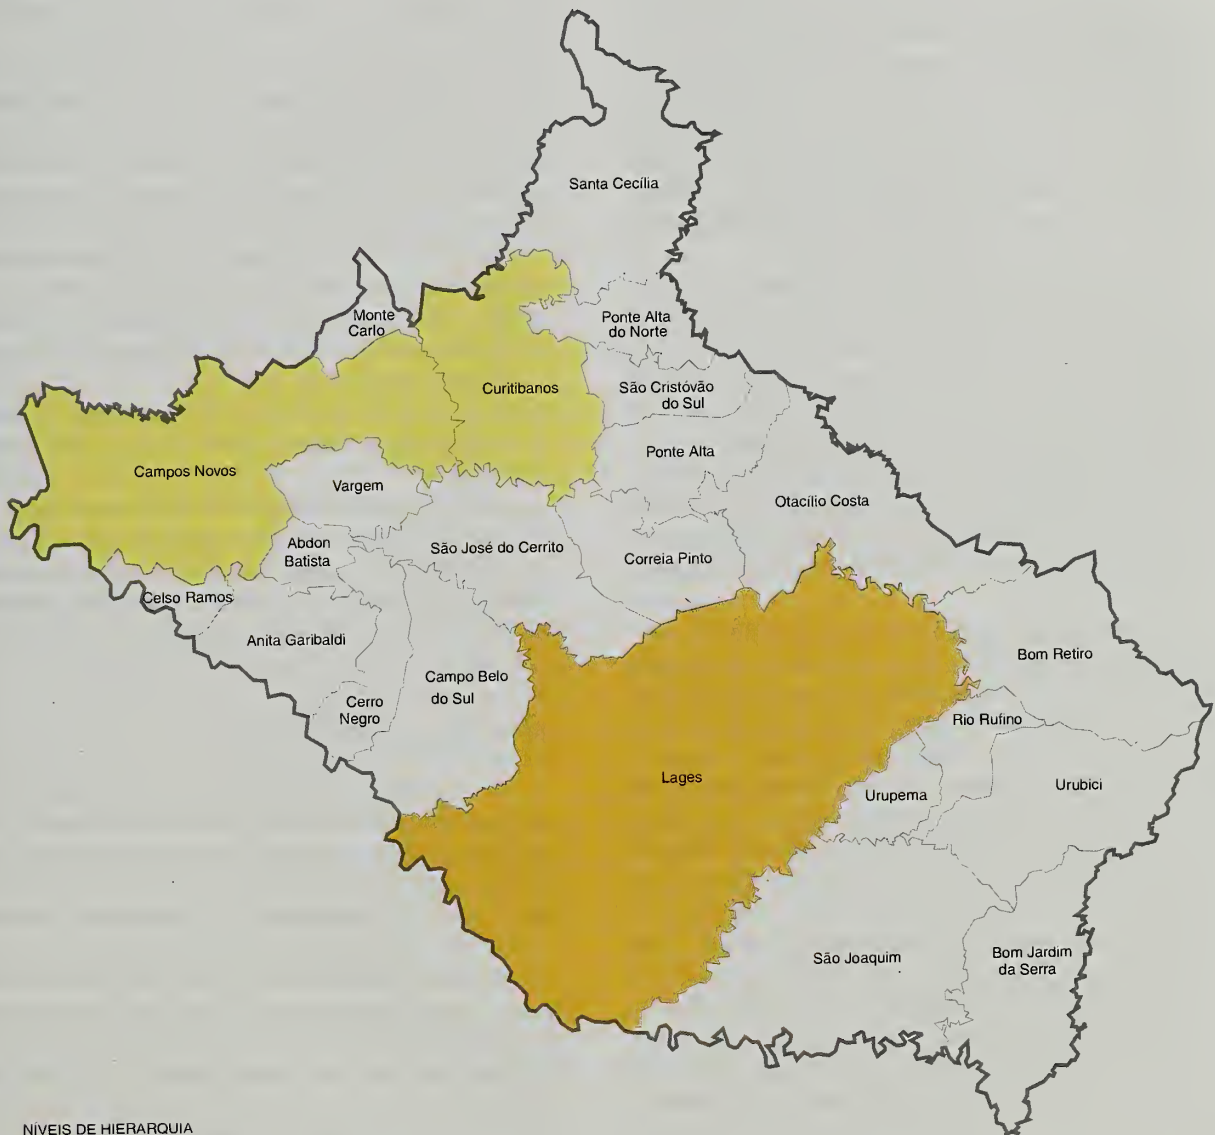 Santa Cecília
Monte
Carlo
Ponte Alta
do Norte
Curitibanos
São Cristóvão
do Sul
Campos Novos
Ponte Alta
Vargem
Otacílio Costa
Abdon
Batista
São José do Cerrito
Correia Pinto
Celso Ramos
Anita Garibaldi
Bom Retiro
Campo Belo
do Sul
Cerro
Negro
Rio Rufino
Lages
Urupema
Urubici
São Joaquim
Bom Jardim
da Serra
NÍVEIS DE HIERARQUIA